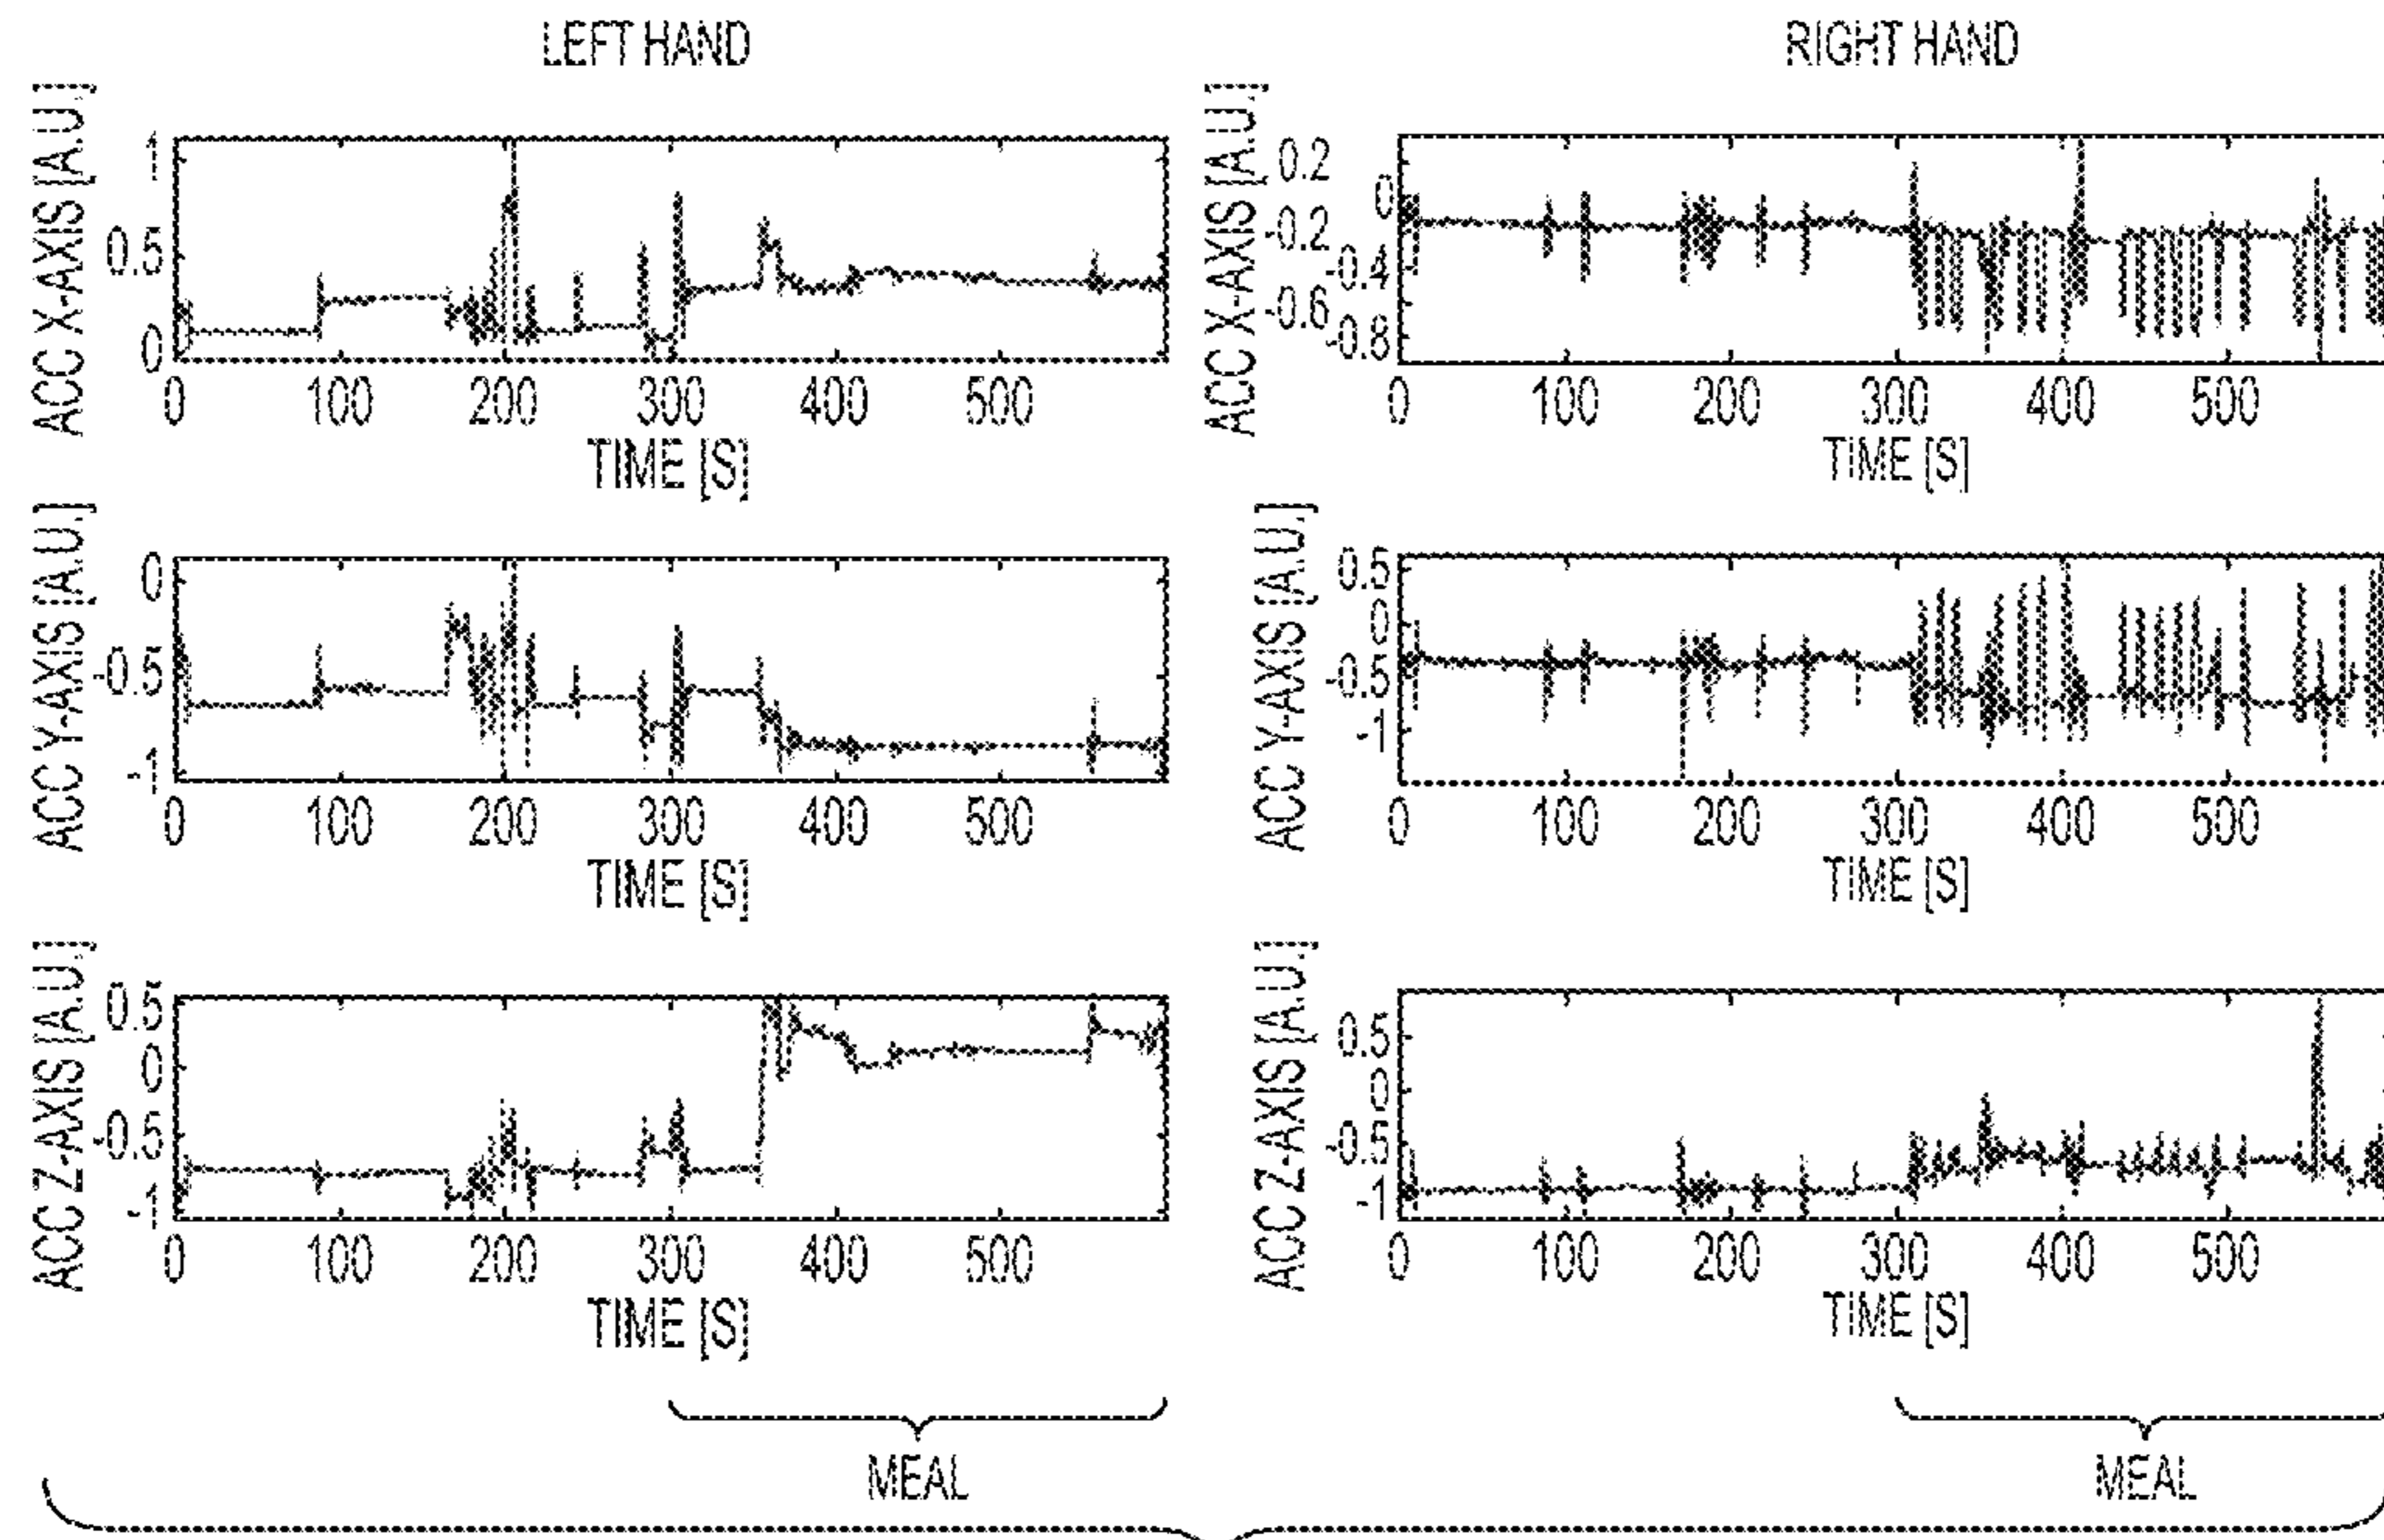 LEFT HAND
RIGHT HAND
ACC X-AXIS [A.U.]
1
0.5
0
0 100 200 300 400 500
TIME [S]
ACC X-AXIS [A.U.]
0.2
0
-0.2
-0.4
-0.6
-0.8
0 100 200 300 400 500
TIME [S]
ACC Y-AXIS [A.U.]
0
-0.5
-1
0 100 200 300 400 500
TIME [S]
ACC Y-AXIS [A.U.]
0.5
0
-0.5
-1
0 100 200 300 400 500
TIME [S]
ACC Z-AXIS [A.U.]
0.5
0
-0.5
-1
0 100 200 300 400 500
TIME [S]
ACC Z-AXIS [A.U.]
0.5
0
-0.5
-1
0 100 200 300 400 500
TIME [S]
MEAL
MEAL